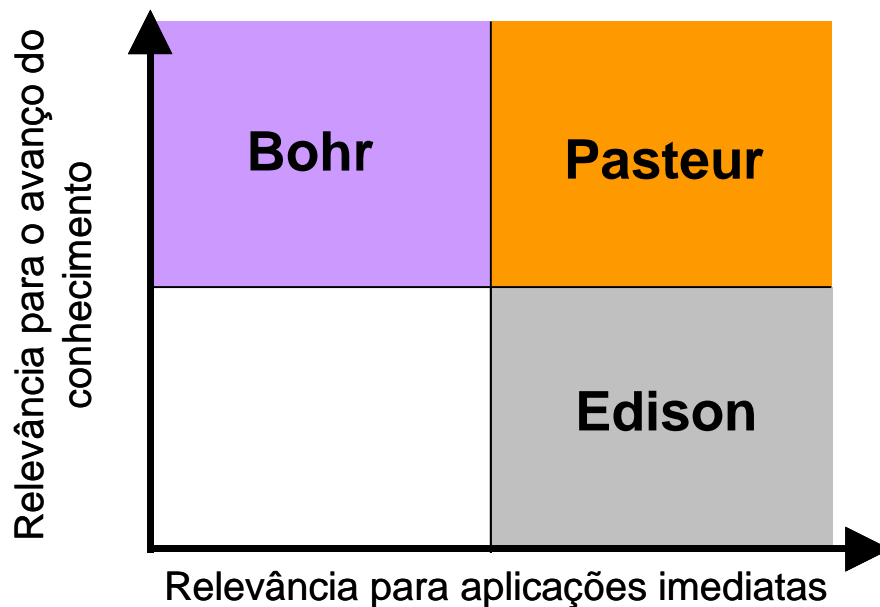 Relevância para o avanço do
conhecimento
Bohr
Pasteur
Edison
Relevância para aplicações imediatas